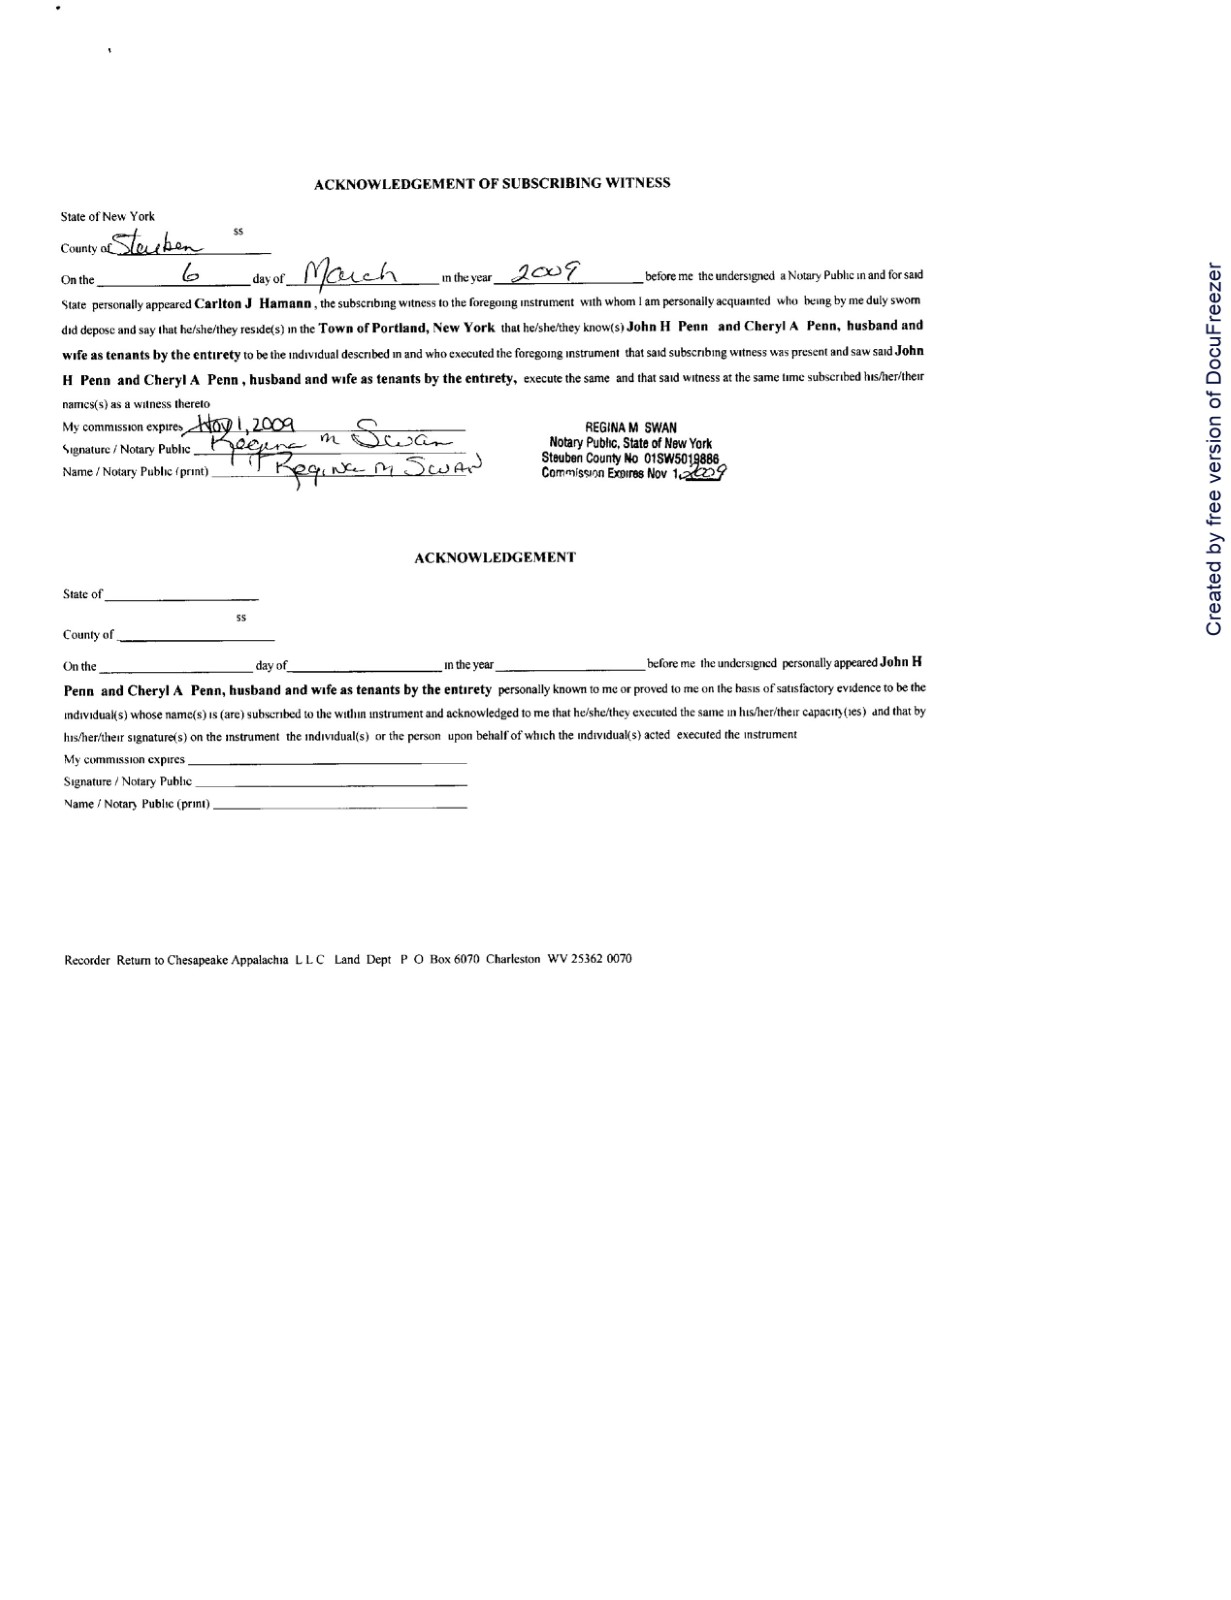 ACKNOWLEDGEMENT OF SUBSCRIBING WITNESS
State of New York
ss
County of Steuben
On the 6 day of March in the year 2009 before me the undersigned a Notary Public in and for said
State personally appeared Carlton J Hamann , the subscribing witness to the foregoing instrument with whom I am personally acquainted who being by me duly sworn
did depose and say that he/she/they reside(s) in the Town of Portland, New York that he/she/they know(s) John H Penn and Cheryl A Penn, husband and
wife as tenants by the entirety to be the individual described in and who executed the foregoing instrument that said subscribing witness was present and saw said John
H Penn and Cheryl A Penn , husband and wife as tenants by the entirety, execute the same and that said witness at the same time subscribed his/her/their
names(s) as a witness thereto
My commission expires Nov 1, 2009
Signature / Notary Public Regina M Swan
Name / Notary Public (print) Regina M Swan
REGINA M SWAN
Notary Public, State of New York
Steuben County No 01SW5019886
Commission Expires Nov 1, 2009
ACKNOWLEDGEMENT
State of
ss
County of
On the day of in the year before me the undersigned personally appeared John H
Penn and Cheryl A Penn, husband and wife as tenants by the entirety personally known to me or proved to me on the basis of satisfactory evidence to be the
individual(s) whose name(s) is (are) subscribed to the within instrument and acknowledged to me that he/she/they executed the same in his/her/their capacity(ies) and that by
his/her/their signature(s) on the instrument the individual(s) or the person upon behalf of which the individual(s) acted executed the instrument
My commission expires
Signature / Notary Public
Name / Notary Public (print)
Recorder Return to Chesapeake Appalachia L L C Land Dept P O Box 6070 Charleston WV 25362 0070
Created by free version of DocuFreezer